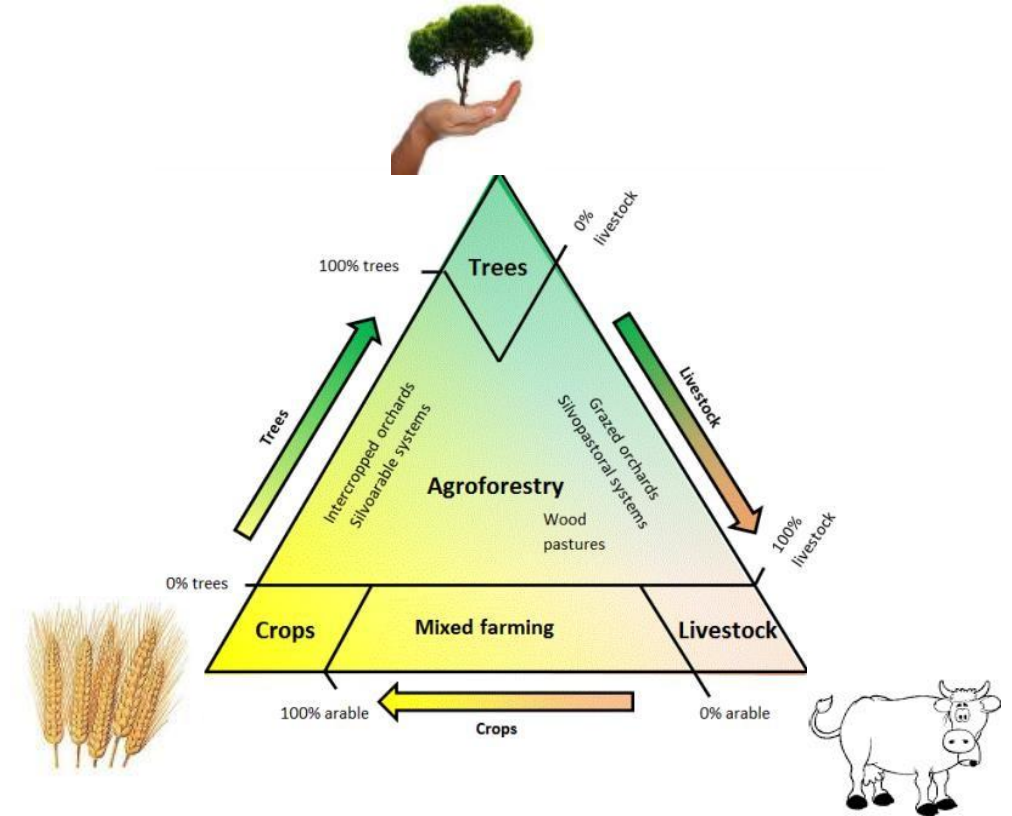 0%
livestock
100% trees
Trees
Trees
Livestock
Intercropped orchards
Silvoarable systems
Grazed orchards
Silvopastoral systems
Agroforestry
Wood
pastures
100%
livestock
0% trees
Crops
Mixed farming
Livestock
100% arable
0% arable
Crops